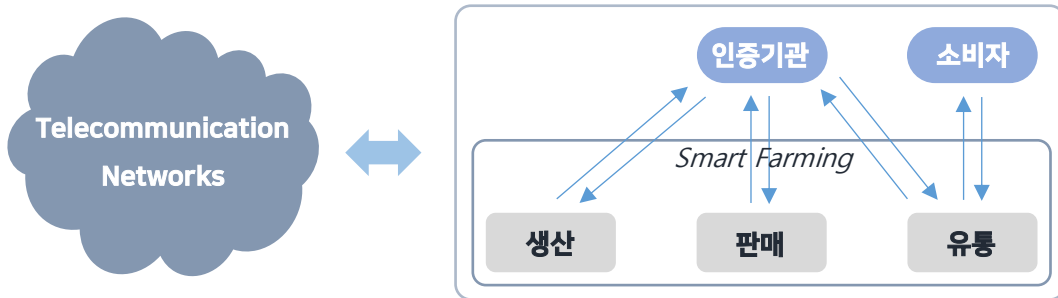 Telecommunication
Networks
인증기관
소비자
Smart Farming
생산
판매
유통